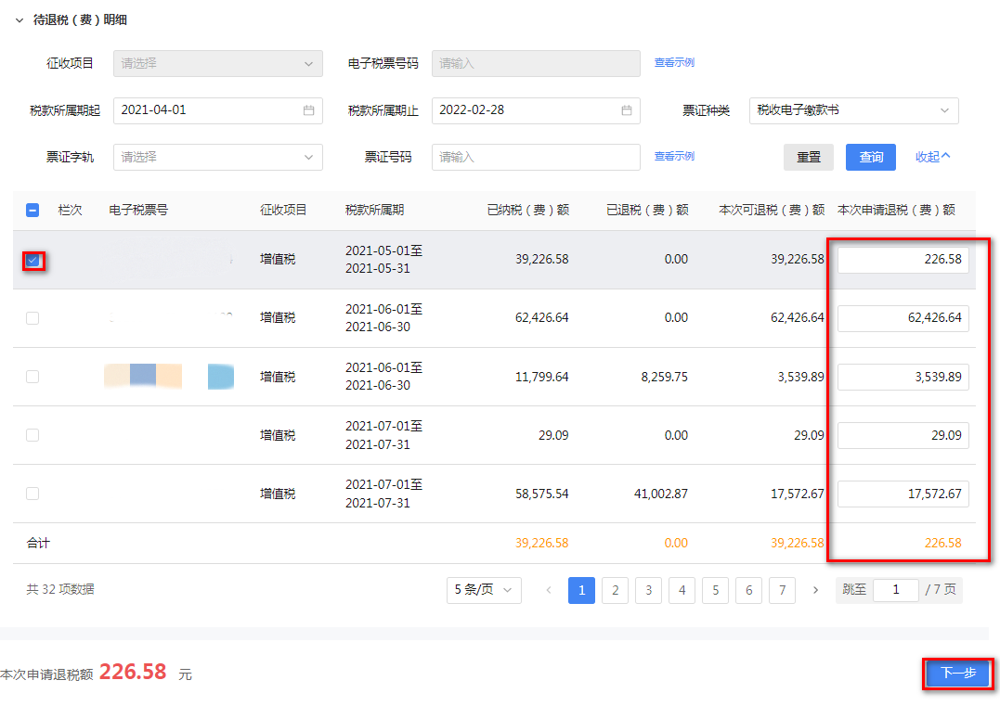 待退税（费）明细
征收项目 请选择 电子税票号码 请输入 查看示例
税款所属期起 2021-04-01 税款所属期止 2022-02-28 票证种类 税收电子缴款书
票证字轨 请选择 票证号码 请输入 查看示例 重置 查询 收起
栏次 电子税票号 征收项目 税款所属期 已纳税（费）额 已退税（费）额 本次可退税（费）额 本次申请退税（费）额
增值税 2021-05-01至 39,226.58 0.00 39,226.58 226.58
2021-05-31
增值税 2021-06-01至 62,426.64 0.00 62,426.64 62,426.64
2021-06-30
增值税 2021-06-01至 11,799.64 8,259.75 3,539.89 3,539.89
2021-06-30
增值税 2021-07-01至 29.09 0.00 29.09 29.09
2021-07-31
增值税 2021-07-01至 58,575.54 41,002.87 17,572.67 17,572.67
2021-07-31
合计 39,226.58 0.00 39,226.58 226.58
共 32 项数据 5 条/页 1 2 3 4 5 6 7 跳至 1 / 7 页
本次申请退税额 226.58 元 下一步